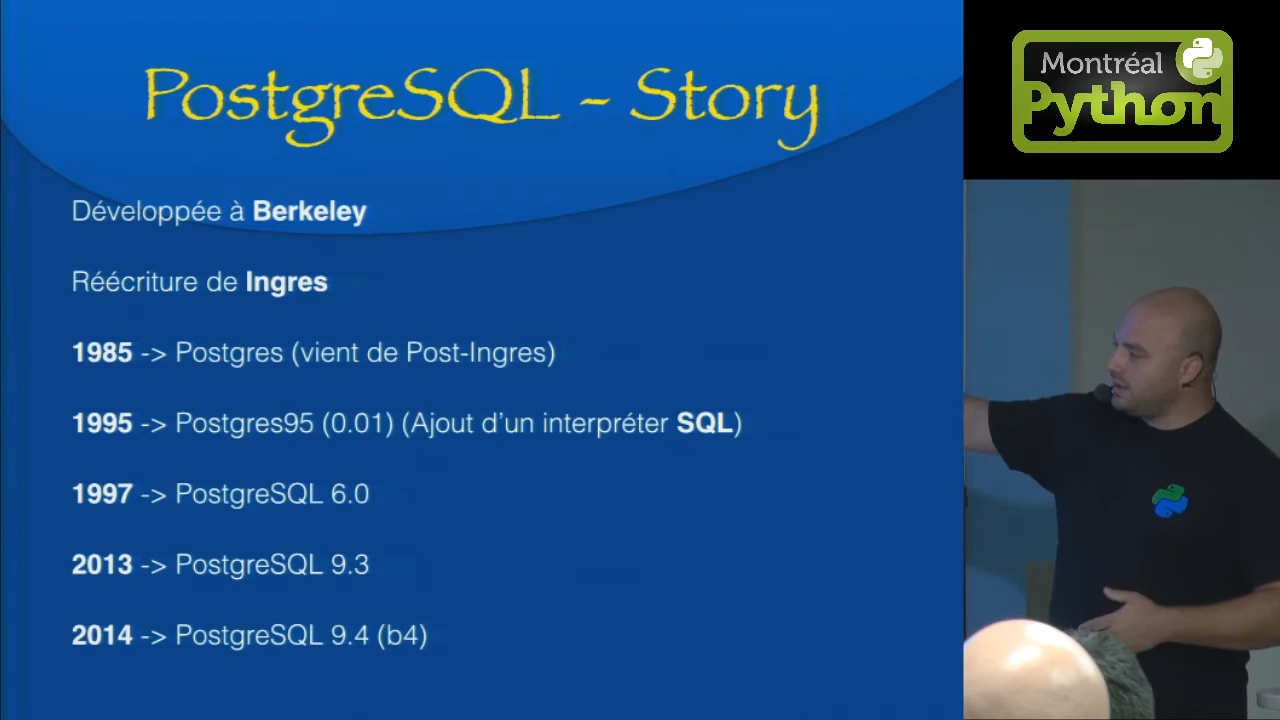 PostgreSQL - Story
Montréal
Python
Développée à Berkeley
Réécriture de Ingres
1985 -> Postgres (vient de Post-Ingres)
1995 -> Postgres95 (0.01) (Ajout d'un interpréter SQL)
1997 -> PostgreSQL 6.0
2013 -> PostgreSQL 9.3
2014 -> PostgreSQL 9.4 (b4)